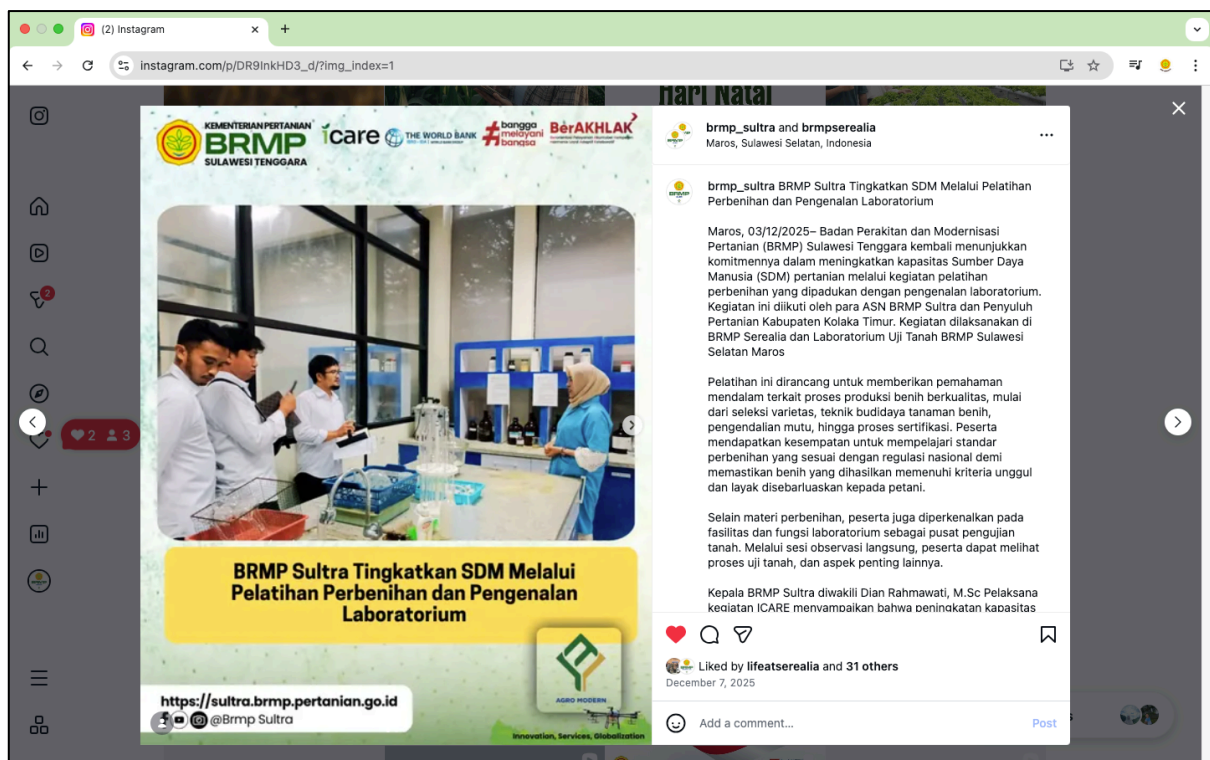 (2) Instagram
instagram.com/p/DR9InkHD3_d/?img_index=1
Hari Natal
KEMENTERIAN PERTANIAN
BRMP
SULAWESI TENGGARA
icare
THE WORLD BANK
#bangga
melayani
bangsa
BerAKHLAK
brmp_sultra and brmpserealia
Maros, Sulawesi Selatan, Indonesia
brmp_sultra BRMP Sultra Tingkatkan SDM Melalui Pelatihan
Perbenihan dan Pengenalan Laboratorium
Maros, 03/12/2025– Badan Perakitan dan Modernisasi
Pertanian (BRMP) Sulawesi Tenggara kembali menunjukkan
komitmennya dalam meningkatkan kapasitas Sumber Daya
Manusia (SDM) pertanian melalui kegiatan pelatihan
perbenihan yang dipadukan dengan pengenalan laboratorium.
Kegiatan ini diikuti oleh para ASN BRMP Sultra dan Penyuluh
Pertanian Kabupaten Kolaka Timur. Kegiatan dilaksanakan di
BRMP Serealia dan Laboratorium Uji Tanah BRMP Sulawesi
Selatan Maros
Pelatihan ini dirancang untuk memberikan pemahaman
mendalam terkait proses produksi benih berkualitas, mulai
dari seleksi varietas, teknik budidaya tanaman benih,
pengendalian mutu, hingga proses sertifikasi. Peserta
mendapatkan kesempatan untuk mempelajari standar
perbenihan yang sesuai dengan regulasi nasional demi
memastikan benih yang dihasilkan memenuhi kriteria unggul
dan layak disebarluaskan kepada petani.
Selain materi perbenihan, peserta juga diperkenalkan pada
fasilitas dan fungsi laboratorium sebagai pusat pengujian
tanah. Melalui sesi observasi langsung, peserta dapat melihat
proses uji tanah, dan aspek penting lainnya.
Kepala BRMP Sultra diwakili Dian Rahmawati, M.Sc Pelaksana
kegiatan ICARE menyampaikan bahwa peningkatan kapasitas
2
2 3
BRMP Sultra Tingkatkan SDM Melalui
Pelatihan Perbenihan dan Pengenalan
Laboratorium
AGRO MODERN
https://sultra.brmp.pertanian.go.id
@Brmp Sultra
Innovation, Services, Globalization
Liked by lifeatserealia and 31 others
December 7, 2025
Add a comment...
Post